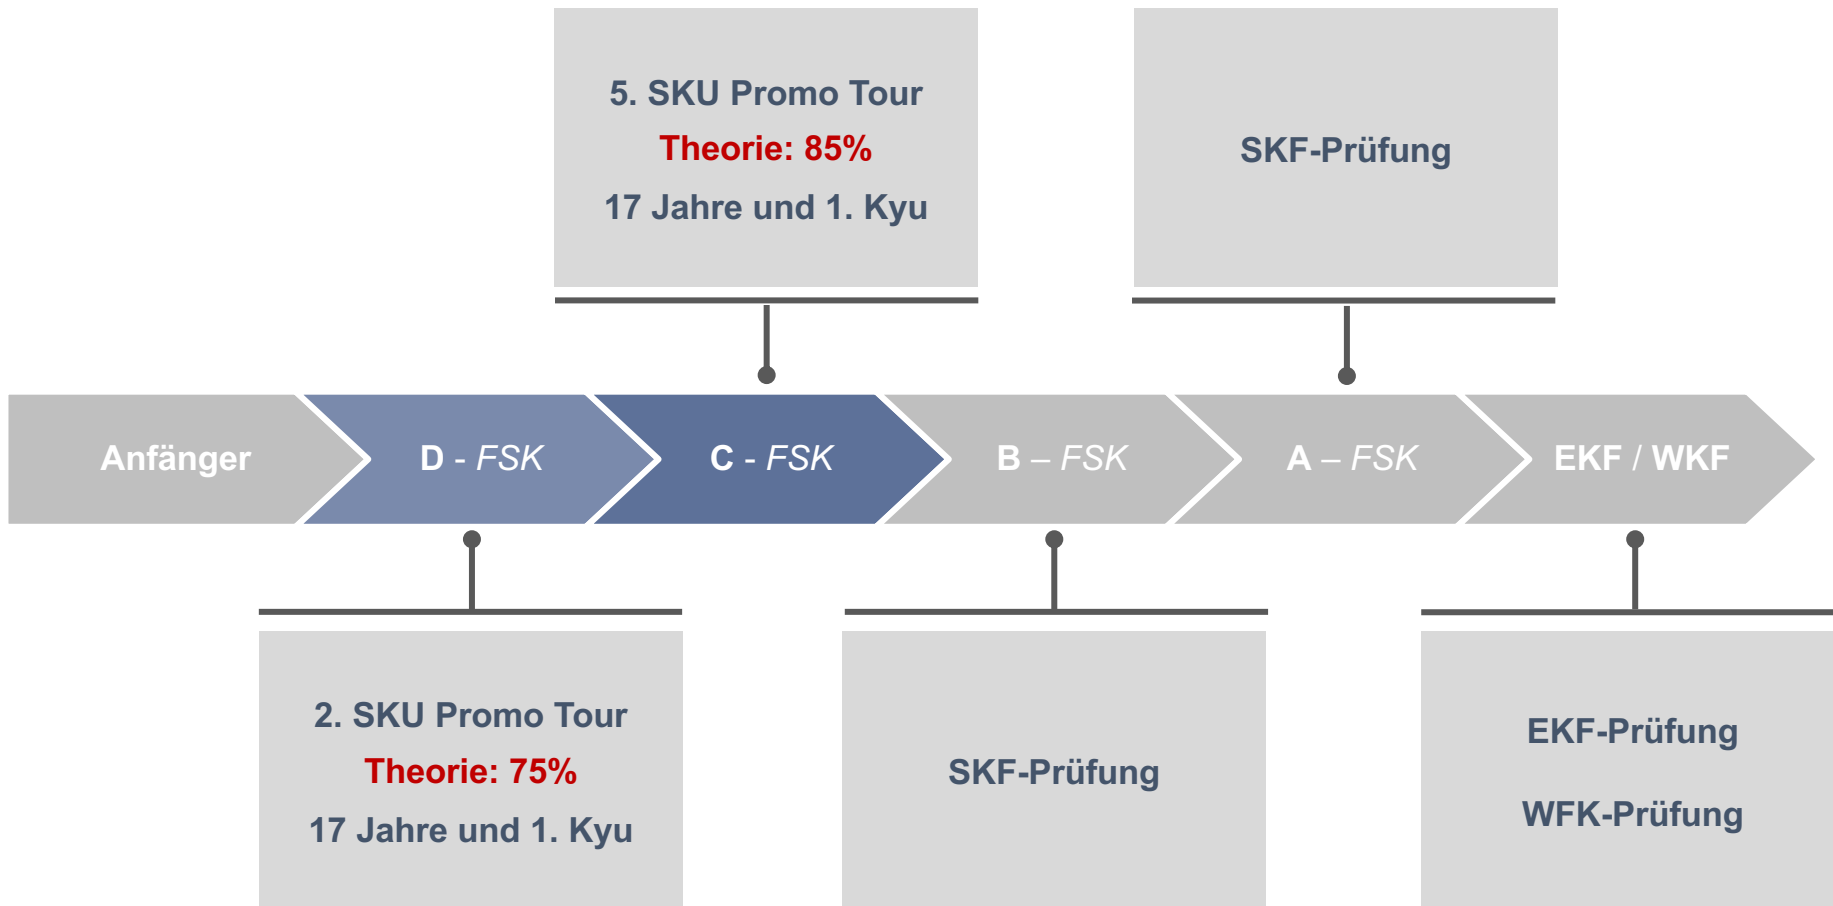 5. SKU Promo Tour
Theorie: 85%
17 Jahre und 1. Kyu
SKF-Prüfung
Anfänger
D - FSK
C - FSK
B – FSK
A – FSK
EKF / WKF
2. SKU Promo Tour
Theorie: 75%
17 Jahre und 1. Kyu
SKF-Prüfung
EKF-Prüfung
WFK-Prüfung